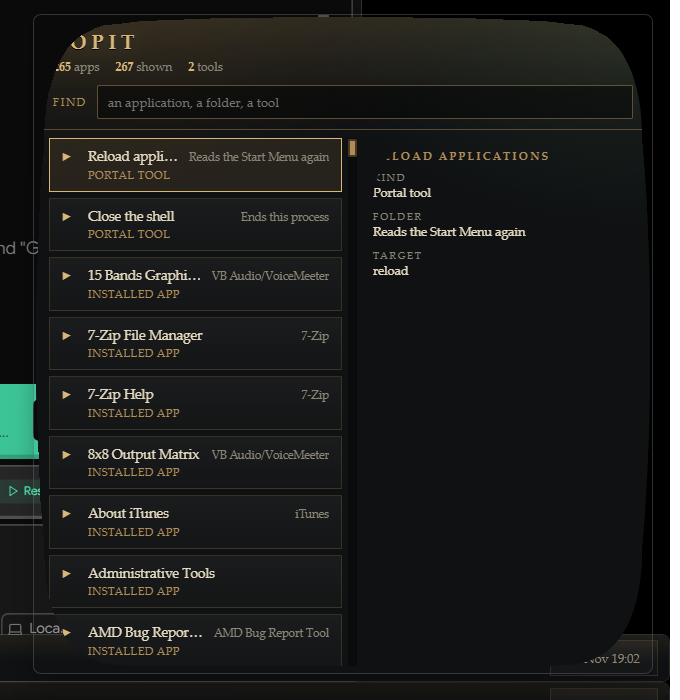 OPIT
65 apps 267 shown 2 tools
FIND an application, a folder, a tool
▶ Reload appli... Reads the Start Menu again
PORTAL TOOL
▶ Close the shell Ends this process
PORTAL TOOL
▶ 15 Bands Graphi... VB Audio/VoiceMeeter
INSTALLED APP
▶ 7-Zip File Manager 7-Zip
INSTALLED APP
▶ 7-Zip Help 7-Zip
INSTALLED APP
▶ 8x8 Output Matrix VB Audio/VoiceMeeter
INSTALLED APP
▶ About iTunes iTunes
INSTALLED APP
▶ Administrative Tools
INSTALLED APP
▶ AMD Bug Repor... AMD Bug Report Tool
INSTALLED APP
LOAD APPLICATIONS
KIND
Portal tool
FOLDER
Reads the Start Menu again
TARGET
reload
nd "G
...
Res
Loca
Nov 19:02